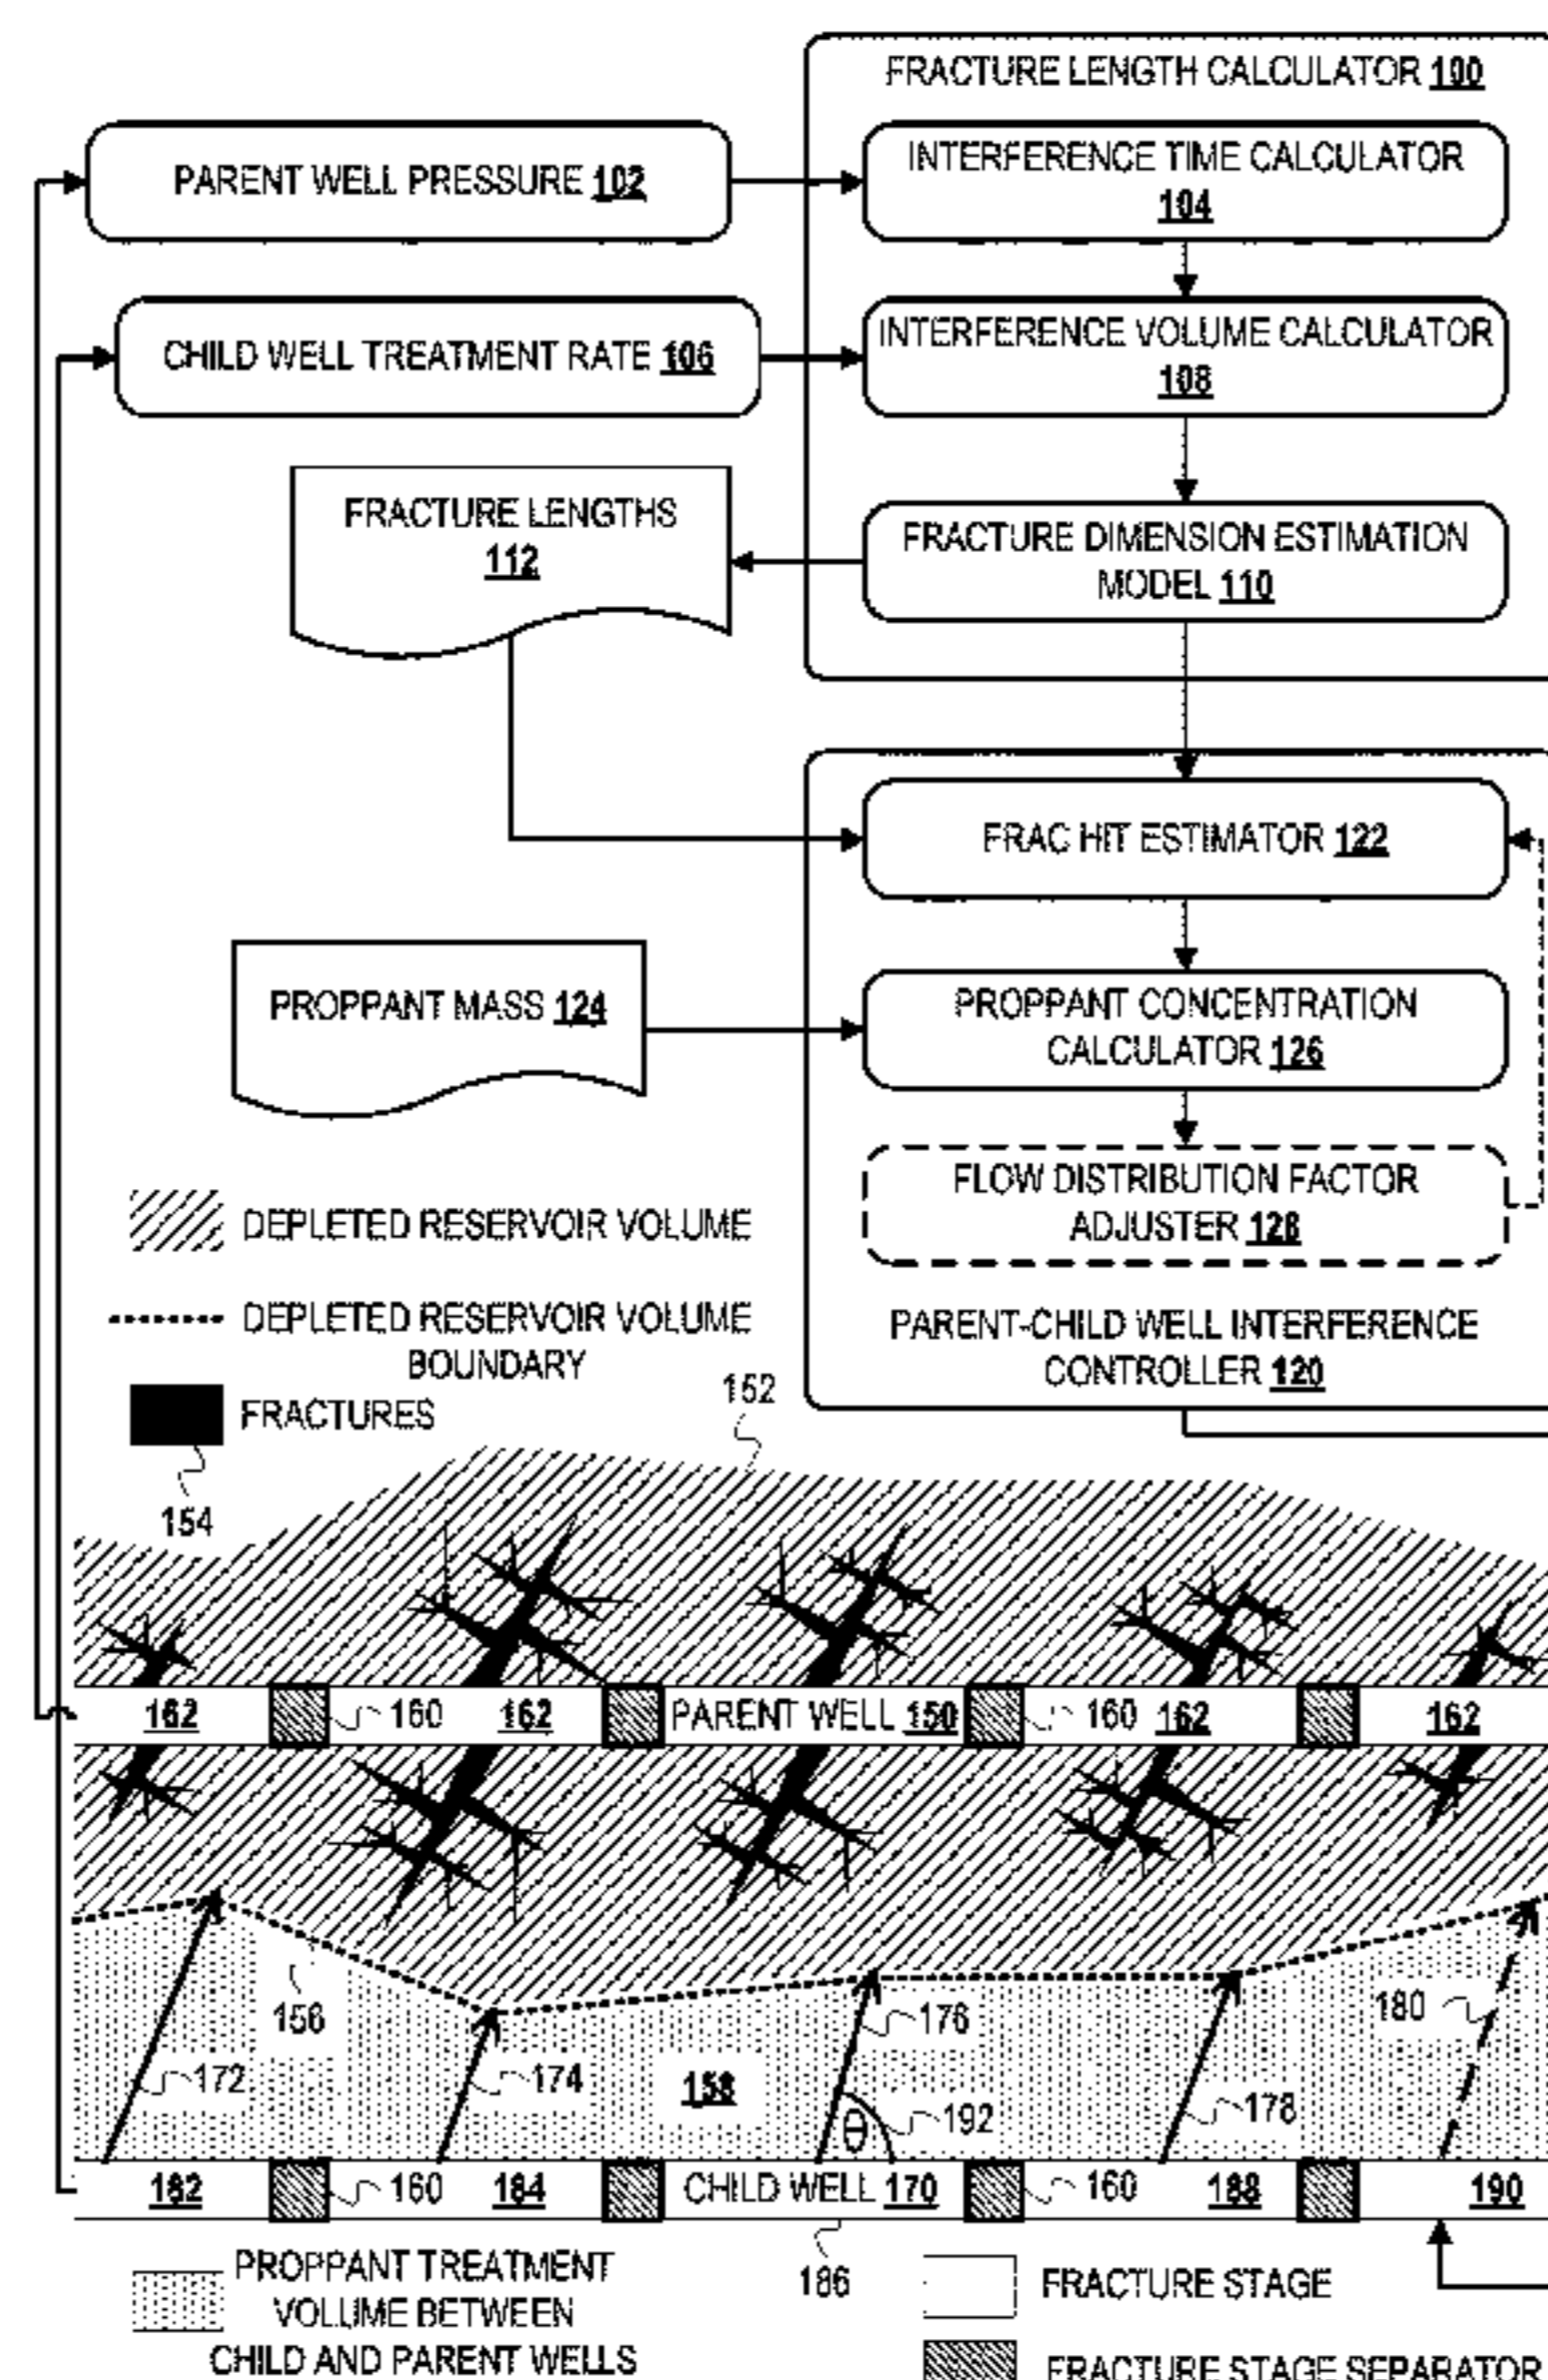 FRACTURE LENGTH CALCULATOR 100
PARENT WELL PRESSURE 102
INTERFERENCE TIME CALCULATOR
104
CHILD WELL TREATMENT RATE 106
INTERFERENCE VOLUME CALCULATOR
108
FRACTURE LENGTHS
112
FRACTURE DIMENSION ESTIMATION
MODEL 110
FRAC HIT ESTIMATOR 122
PROPPANT MASS 124
PROPPANT CONCENTRATION
CALCULATOR 126
FLOW DISTRIBUTION FACTOR
ADJUSTER 128
PARENT-CHILD WELL INTERFERENCE
CONTROLLER 120
DEPLETED RESERVOIR VOLUME
DEPLETED RESERVOIR VOLUME
BOUNDARY
FRACTURES
154
152
162
160
162
PARENT WELL 150
160
162
162
156
172
174
158
176
θ
192
178
180
182
160
184
CHILD WELL 170
160
188
190
186
PROPPANT TREATMENT
VOLUME BETWEEN
CHILD AND PARENT WELLS
FRACTURE STAGE
FRACTURE STAGE SEPARATOR